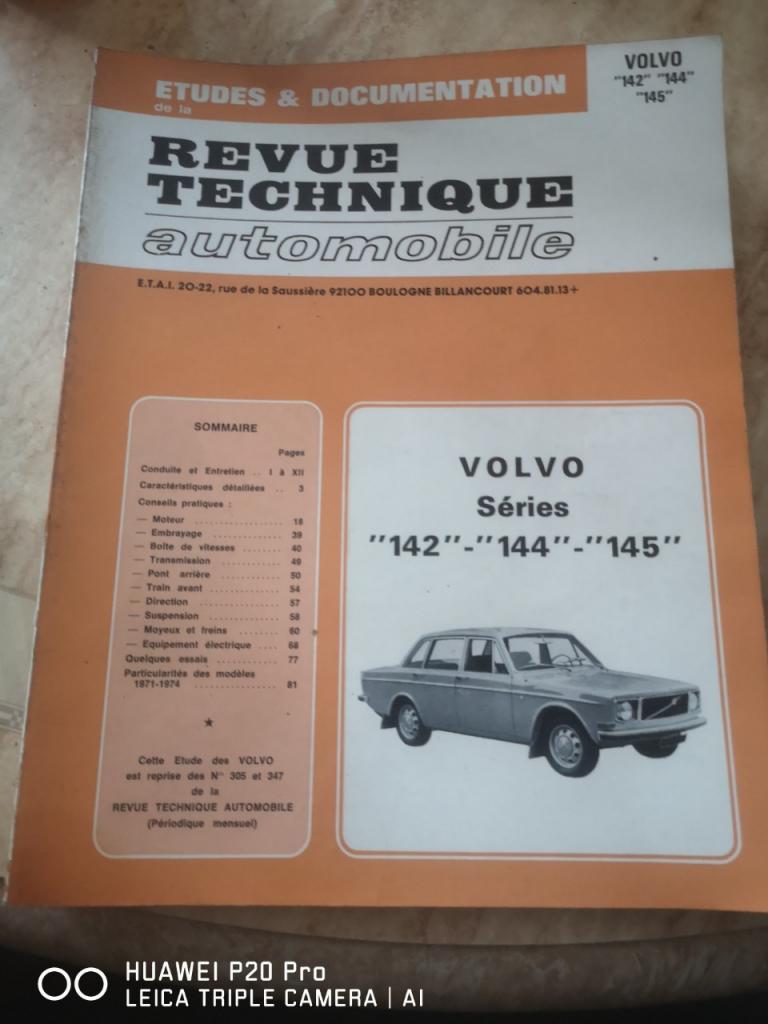 ETUDES & DOCUMENTATION
de la
VOLVO
"142" "144"
"145"
REVUE
TECHNIQUE
automobile
E.T.A.I. 20-22, rue de la Saussière 92100 BOULOGNE BILLANCOURT 604.81.13+
SOMMAIRE
Pages
Conduite et Entretien .. I à XII
Caractéristiques détaillées .. 3
Conseils pratiques :
— Moteur ................ 18
— Embrayage ............ 39
— Boîte de vitesses ........ 40
— Transmission .......... 49
— Pont arrière ........... 50
— Train avant ............ 54
— Direction .............. 57
— Suspension ............ 58
— Moyeux et freins ........ 60
— Equipement électrique .... 68
Quelques essais ............ 77
Particularités des modèles
1971-1974 .............. 81
★
Cette Etude des VOLVO
est reprise des Nos 305 et 347
de la
REVUE TECHNIQUE AUTOMOBILE
(Périodique mensuel)
VOLVO
Séries
"142"-"144"-"145"
HUAWEI P20 Pro
LEICA TRIPLE CAMERA | AI